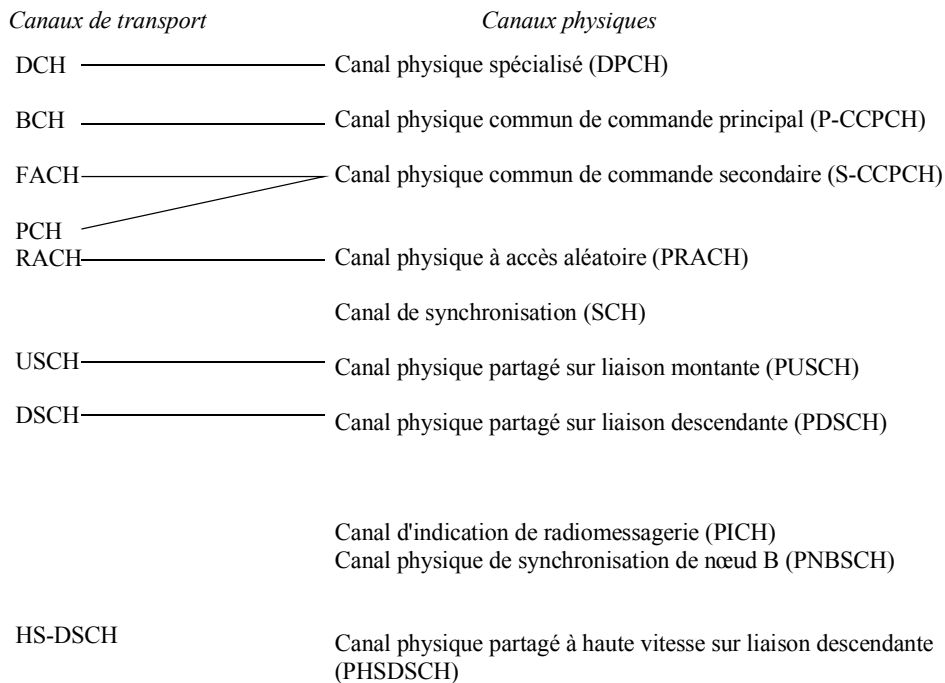 Canaux de transport Canaux physiques
DCH Canal physique spécialisé (DPCH)
BCH Canal physique commun de commande principal (P-CCPCH)
FACH Canal physique commun de commande secondaire (S-CCPCH)
PCH
RACH Canal physique à accès aléatoire (PRACH)
Canal de synchronisation (SCH)
USCH Canal physique partagé sur liaison montante (PUSCH)
DSCH Canal physique partagé sur liaison descendante (PDSCH)
Canal d'indication de radiomessagerie (PICH)
Canal physique de synchronisation de nœud B (PNBSCH)
HS-DSCH Canal physique partagé à haute vitesse sur liaison descendante
(PHSDSCH)